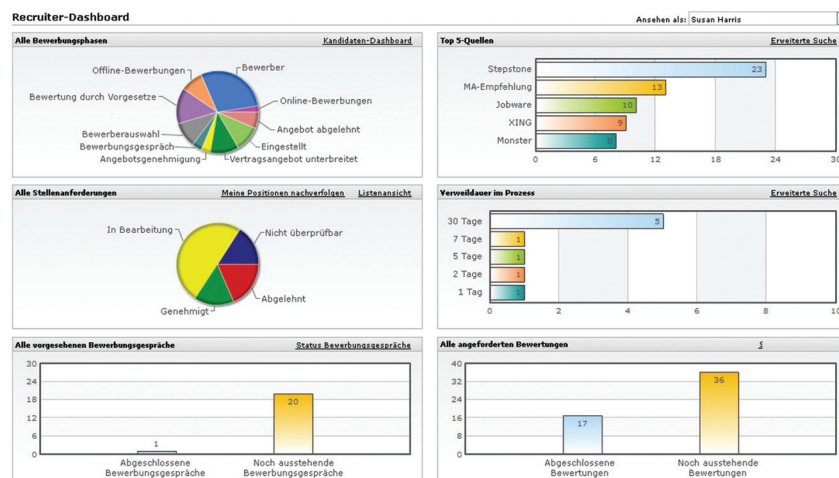 Recruiter-Dashboard
Ansehen als: Susan Harris
Alle Bewerbungsphasen
Kandidaten-Dashboard
Offline-Bewerbungen
Bewerber
Bewertung durch Vorgesetze
Online-Bewerbungen
Bewerberauswahl
Angebot abgelehnt
Bewerbungsgespräch
Eingestellt
Angebotsgenehmigung
Vertragsangebot unterbreitet
Top 5-Quellen
Erweiterte Suche
Stepstone 23
MA-Empfehlung 13
Jobware 10
XING 9
Monster 8
0 6 12 18 24 30
Alle Stellenanforderungen
Meine Positionen nachverfolgen
Listenansicht
In Bearbeitung
Nicht überprüfbar
Abgelehnt
Genehmigt
Verweildauer im Prozess
Erweiterte Suche
30 Tage 5
7 Tage 1
5 Tage 1
2 Tage 1
1 Tag 1
0 2 4 6 8 10
Alle vorgesehenen Bewerbungsgespräche
Status Bewerbungsgespräche
30
24
18
12
6
0
1
20
Abgeschlossene
Bewerbungsgespräche
Noch ausstehende
Bewerbungsgespräche
Alle angeforderten Bewertungen
S
40
32
24
16
8
0
17
36
Abgeschlossene
Bewertungen
Noch ausstehende
Bewertungen